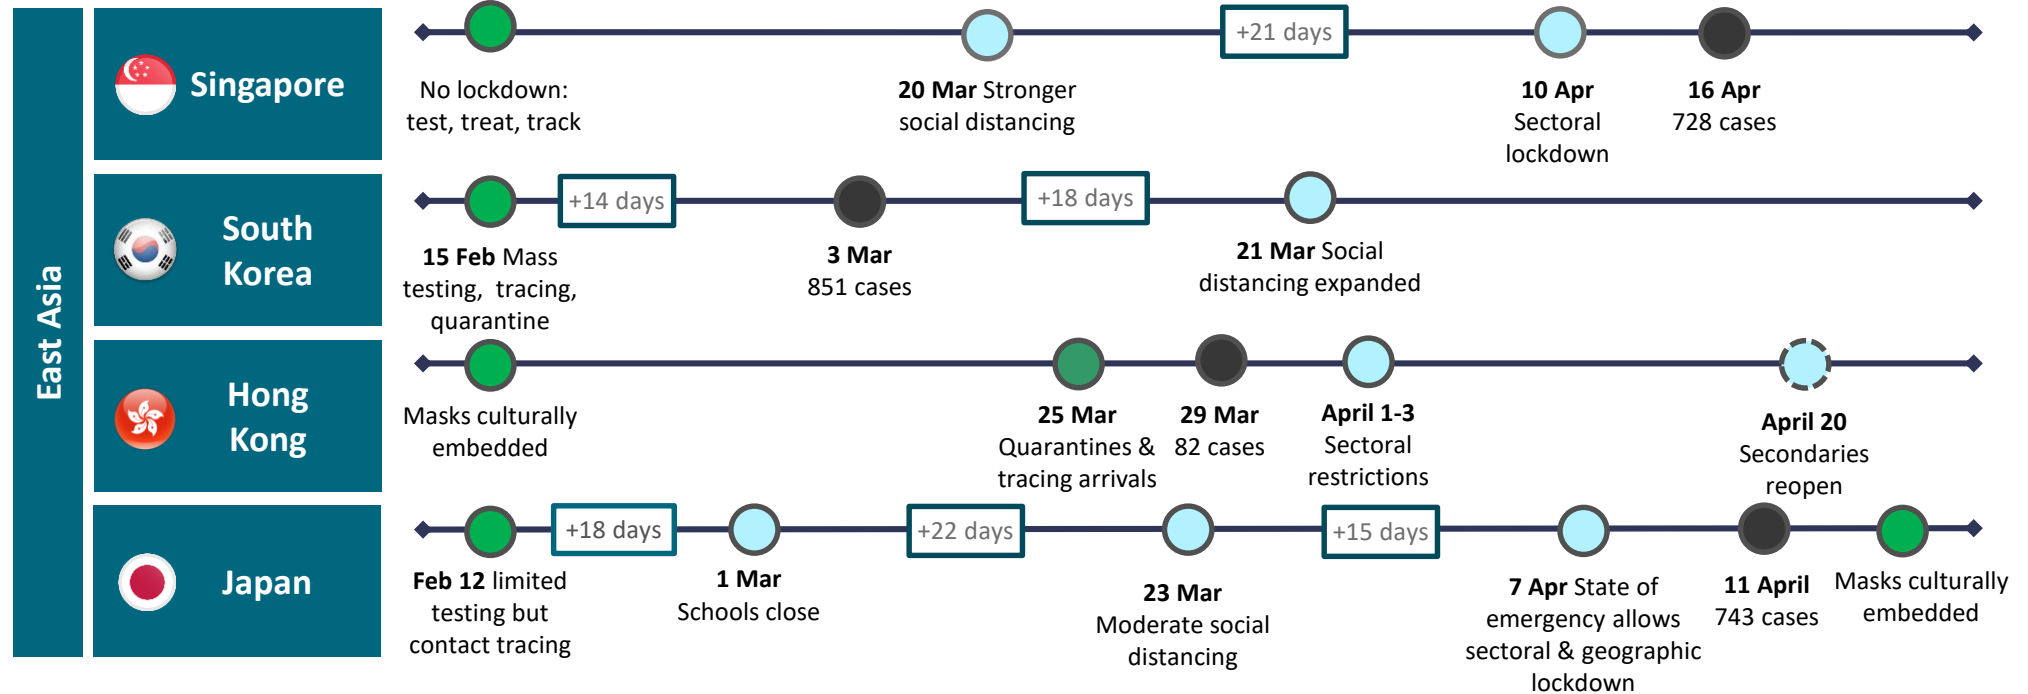 East Asia
Singapore
+21 days
No lockdown:
test, treat, track
20 Mar Stronger
social distancing
10 Apr
Sectoral
lockdown
16 Apr
728 cases
South
Korea
+14 days
+18 days
15 Feb Mass
testing,  tracing,
quarantine
3 Mar
851 cases
21 Mar Social
distancing expanded
Hong
Kong
Masks culturally
embedded
25 Mar
Quarantines &
tracing arrivals
29 Mar
82 cases
April 1-3
Sectoral
restrictions
April 20
Secondaries
reopen
Japan
+18 days
+22 days
+15 days
Feb 12 limited
testing but
contact tracing
1 Mar
Schools close
23 Mar
Moderate social
distancing
7 Apr State of
emergency allows
sectoral & geographic
lockdown
11 April
743 cases
Masks culturally
embedded